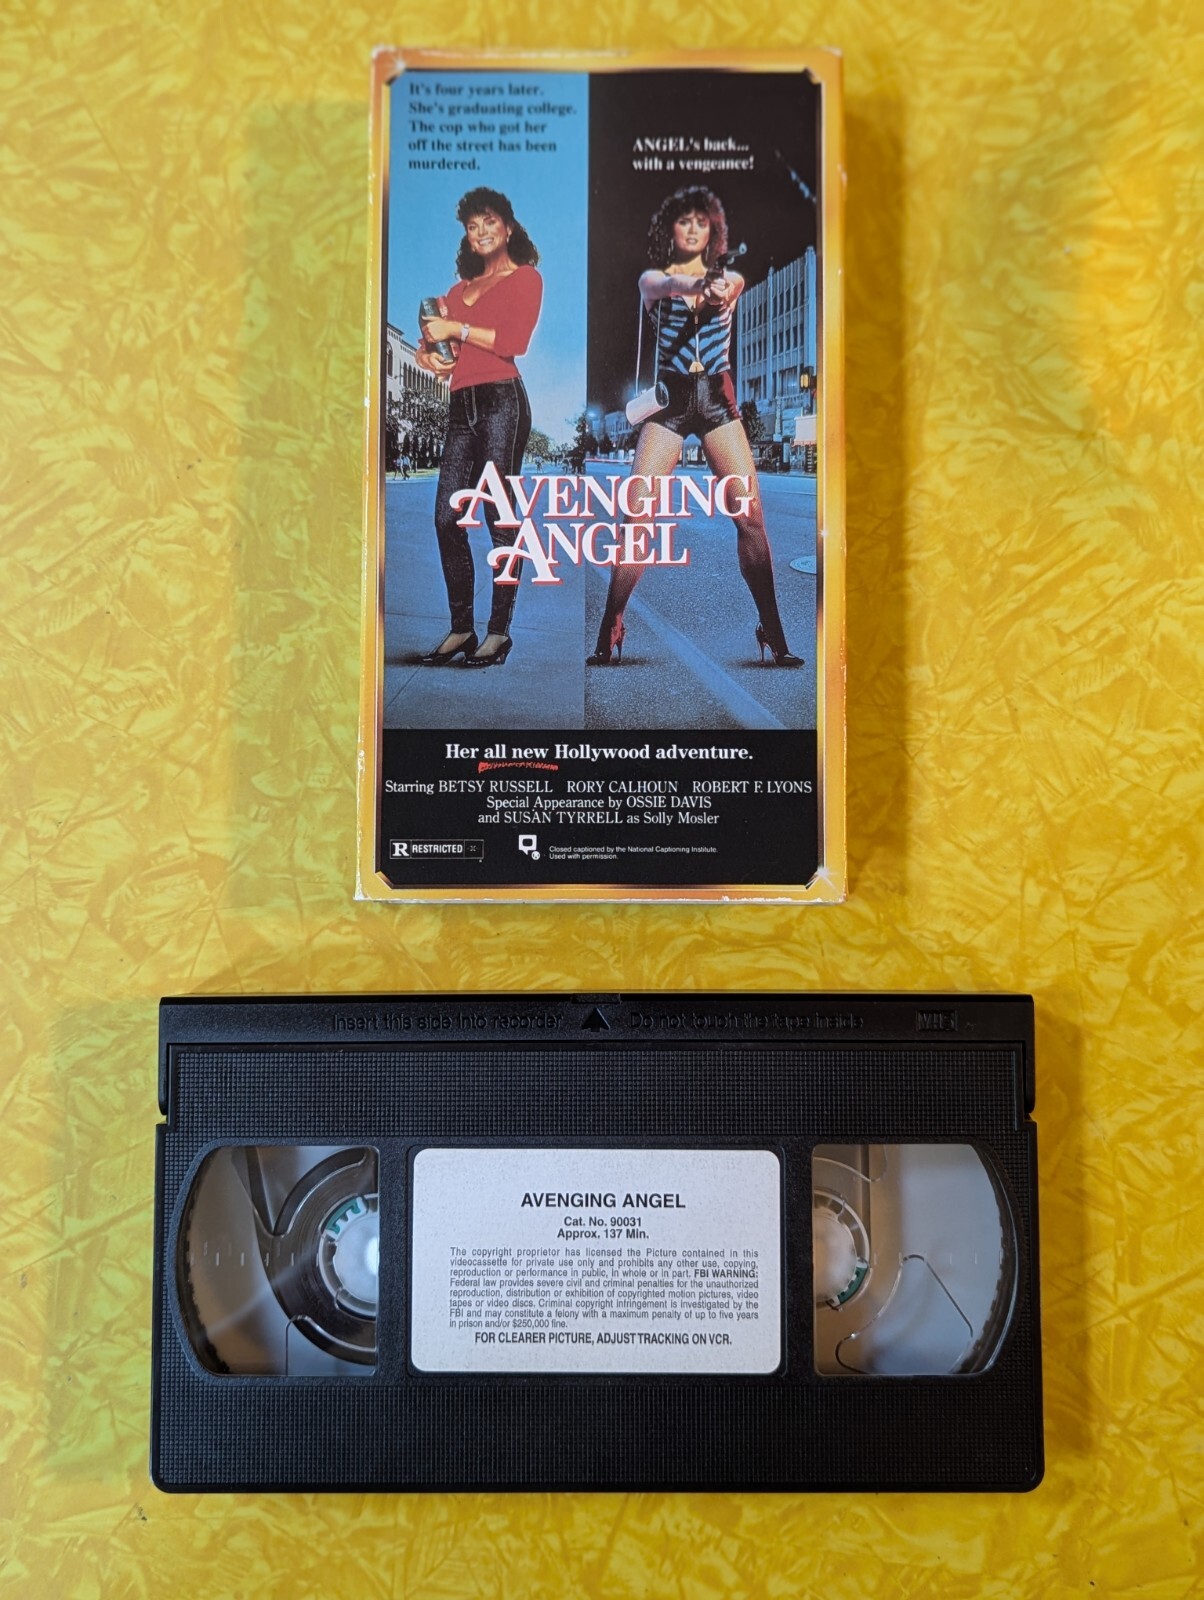 It's four years later.
She's graduating college.
The cop who got her
off the street has been
murdered.
ANGEL's back...
with a vengeance!
AVENGING
ANGEL
Her all new Hollywood adventure.
Starring BETSY RUSSELL RORY CALHOUN ROBERT F. LYONS
Special Appearance by OSSIE DAVIS
and SUSAN TYRRELL as Solly Mosler
R RESTRICTED
Closed captioned by the National Captioning Institute.
Used with permission.
Insert this side into recorder Do not touch the tape inside VHS
AVENGING ANGEL
Cat. No. 90031
Approx. 137 Min.
The copyright proprietor has licensed the Picture contained in this
videocassette for private use only and prohibits any other use, copying,
reproduction or performance in public, in whole or in part. FBI WARNING:
Federal law provides severe civil and criminal penalties for the unauthorized
reproduction, distribution or exhibition of copyrighted motion pictures, video
tapes or video discs. Criminal copyright infringement is investigated by the
FBI and may constitute a felony with a maximum penalty of up to five years
in prison and/or $250,000 fine.
FOR CLEARER PICTURE, ADJUST TRACKING ON VCR.